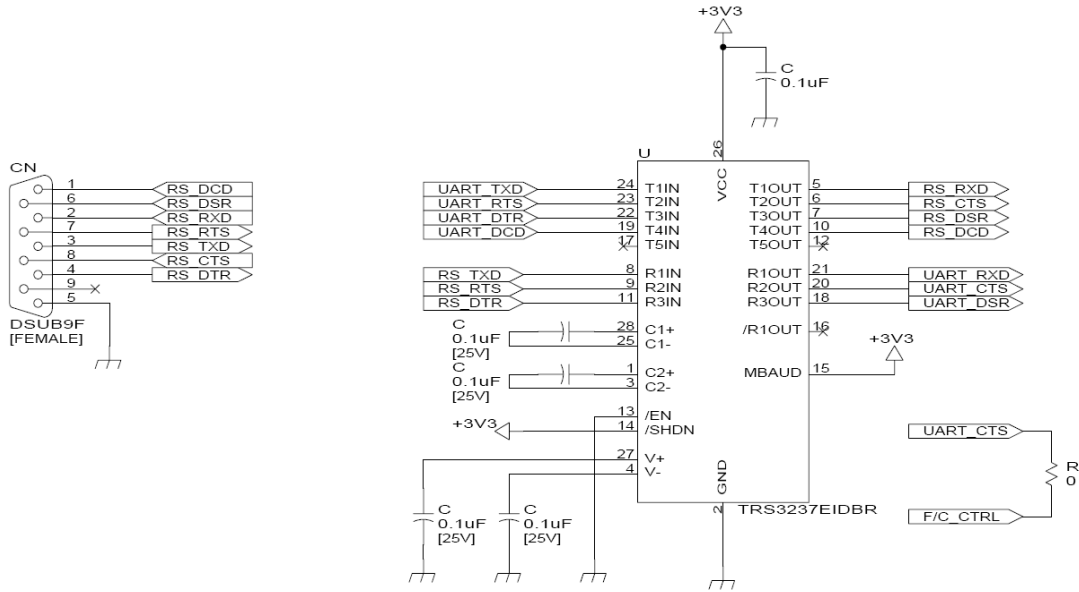 +3V3
C
0.1uF
CN
1 RS_DCD
6 RS_DSR
2 RS_RXD
7 RS_RTS
3 RS_TXD
8 RS_CTS
4 RS_DTR
9
5
DSUB9F
[FEMALE]
U
26
VCC
UART_TXD 24 T1IN T1OUT 5 RS_RXD
UART_RTS 23 T2IN T2OUT 6 RS_CTS
UART_DTR 22 T3IN T3OUT 7 RS_DSR
UART_DCD 19 T4IN T4OUT 10 RS_DCD
17 T5IN T5OUT 12
RS_TXD 8 R1IN R1OUT 21 UART_RXD
RS_RTS 9 R2IN R2OUT 20 UART_CTS
RS_DTR 11 R3IN R3OUT 18 UART_DSR
C
0.1uF
[25V]
28 C1+ /R1OUT 16
25 C1-
+3V3
C
0.1uF
[25V]
1 C2+ MBAUD 15
3 C2-
13 /EN
+3V3 14 /SHDN
27 V+
4 V-
GND
2
TRS3237EIDBR
C
0.1uF
[25V]
C
0.1uF
[25V]
UART_CTS
R
0
F/C_CTRL